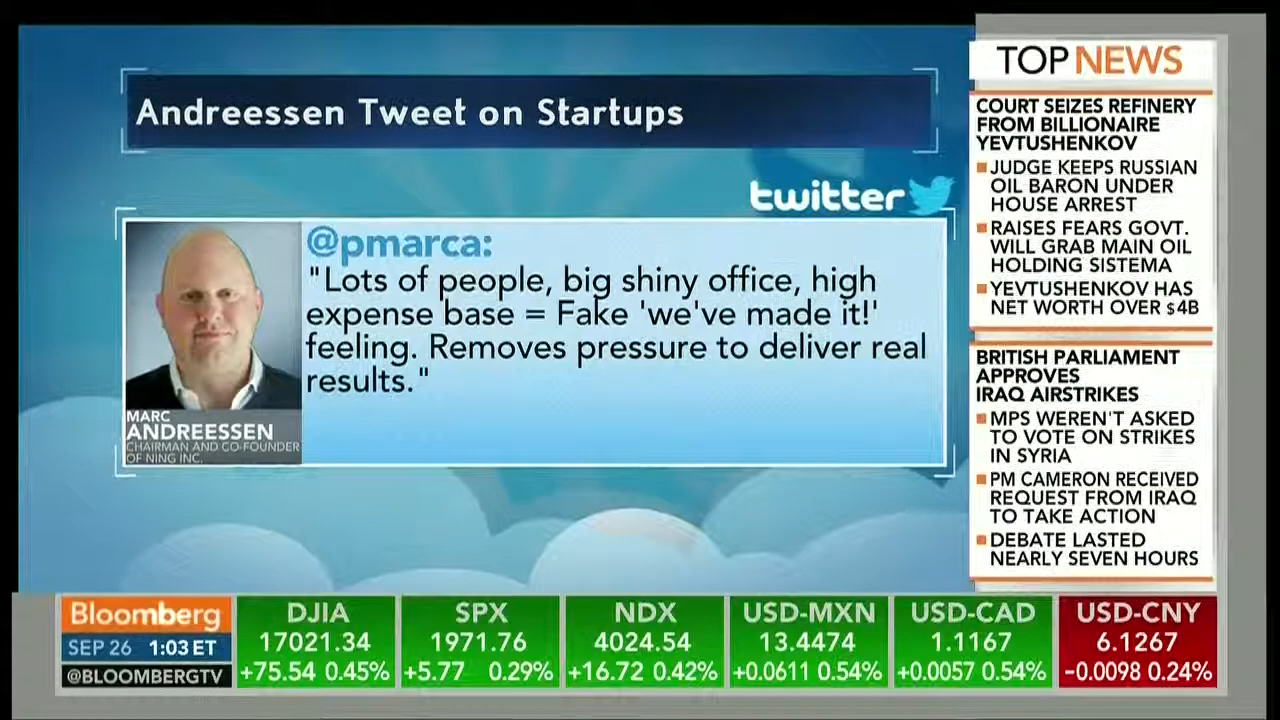 Andreessen Tweet on Startups
twitter
@pmarca:
"Lots of people, big shiny office, high
expense base = Fake 'we've made it!'
feeling. Removes pressure to deliver real
results."
MARC
ANDREESSEN
CHAIRMAN AND CO-FOUNDER
OF NING INC.
TOP NEWS
COURT SEIZES REFINERY
FROM BILLIONAIRE
YEVTUSHENKOV
JUDGE KEEPS RUSSIAN
OIL BARON UNDER
HOUSE ARREST
RAISES FEARS GOVT.
WILL GRAB MAIN OIL
HOLDING SISTEMA
YEVTUSHENKOV HAS
NET WORTH OVER $4B
BRITISH PARLIAMENT
APPROVES
IRAQ AIRSTRIKES
MPS WEREN'T ASKED
TO VOTE ON STRIKES
IN SYRIA
PM CAMERON RECEIVED
REQUEST FROM IRAQ
TO TAKE ACTION
DEBATE LASTED
NEARLY SEVEN HOURS
Bloomberg
SEP 26 1:03 ET
@BLOOMBERGTV
DJIA
17021.34
+75.54 0.45%
SPX
1971.76
+5.77 0.29%
NDX
4024.54
+16.72 0.42%
USD-MXN
13.4474
+0.0611 0.54%
USD-CAD
1.1167
+0.0057 0.54%
USD-CNY
6.1267
-0.0098 0.24%